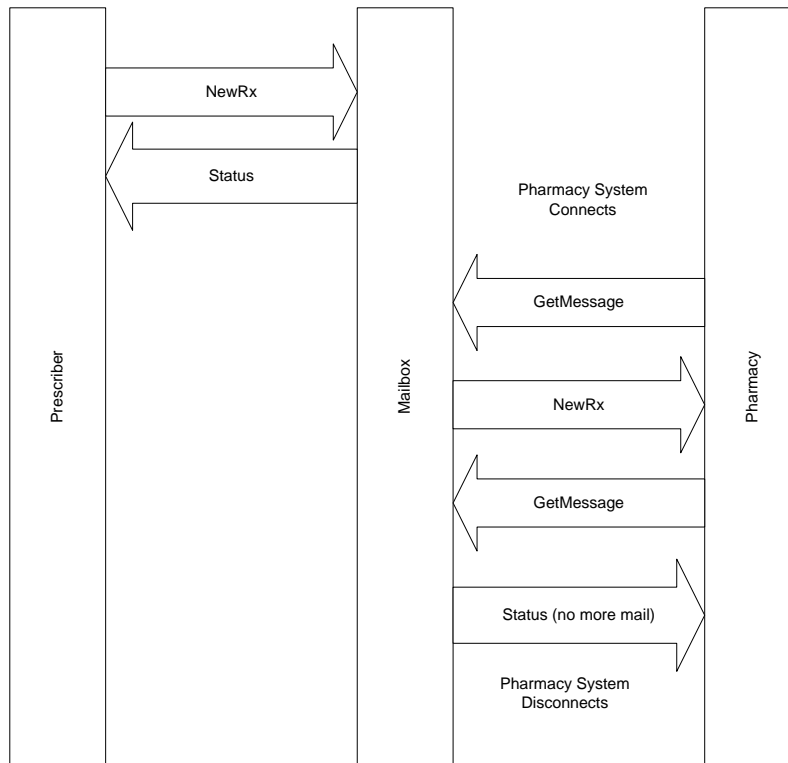 NewRx
Status
Pharmacy System
Connects
GetMessage
Prescriber
Mailbox
Pharmacy
NewRx
GetMessage
Status (no more mail)
Pharmacy System
Disconnects